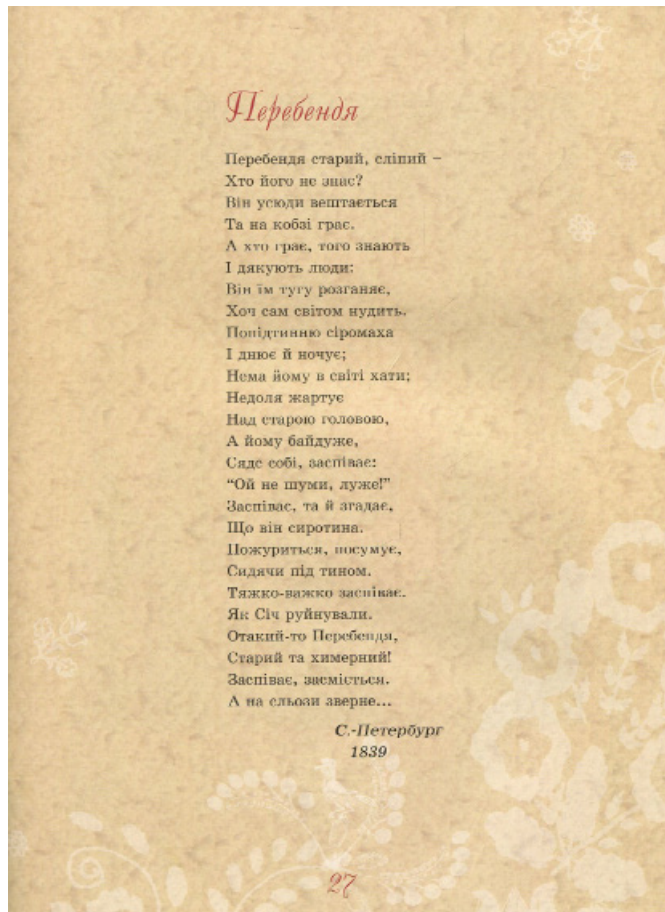 Перебендя
Перебендя старий, сліпий –
Хто його не знає?
Він усюди вештається
Та на кобзі грає.
А хто грає, того знають
І дякують люди:
Він їм тугу розганяє,
Хоч сам світом нудить.
Попідтинню сіромаха
І днює й ночує;
Нема йому в світі хати;
Недоля жартує
Над старою головою,
А йому байдуже,
Сяде собі, заспіває:
“Ой не шуми, луже!”
Заспіває, та й згадає,
Що він сиротина.
Пожуриться, посумує,
Сидячи під тином.
Тяжко-важко заспіває.
Як Січ руйнували.
Отакий-то Перебендя,
Старий та химерний!
Заспіває, засміється.
А на сльози зверне...
С.-Петербург
1839
27